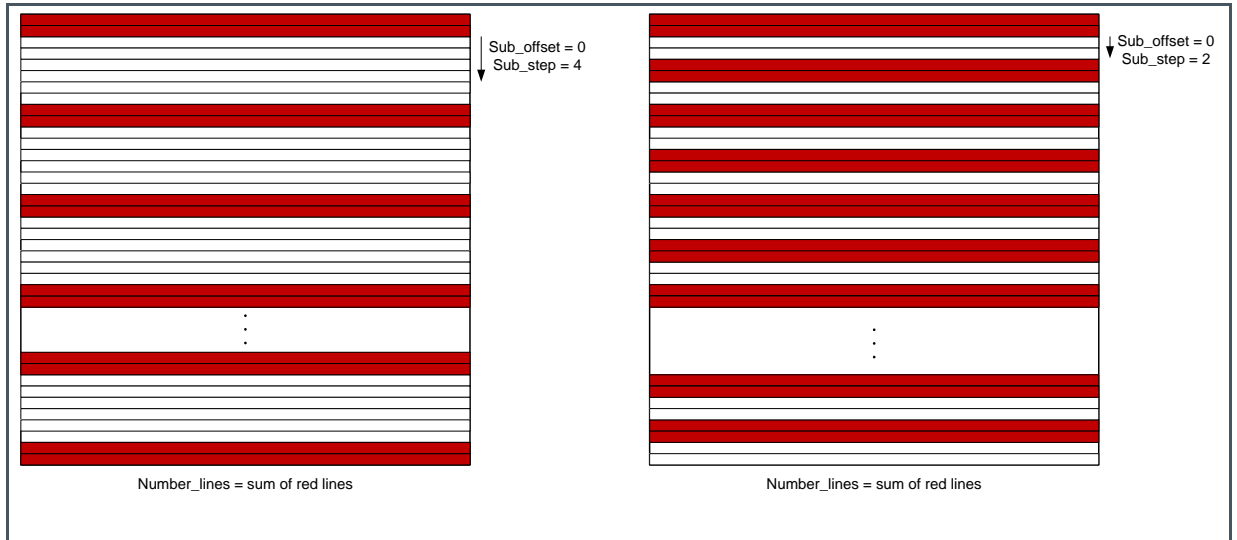 Sub_offset = 0
Sub_step = 4
Number_lines = sum of red lines
Sub_offset = 0
Sub_step = 2
Number_lines = sum of red lines